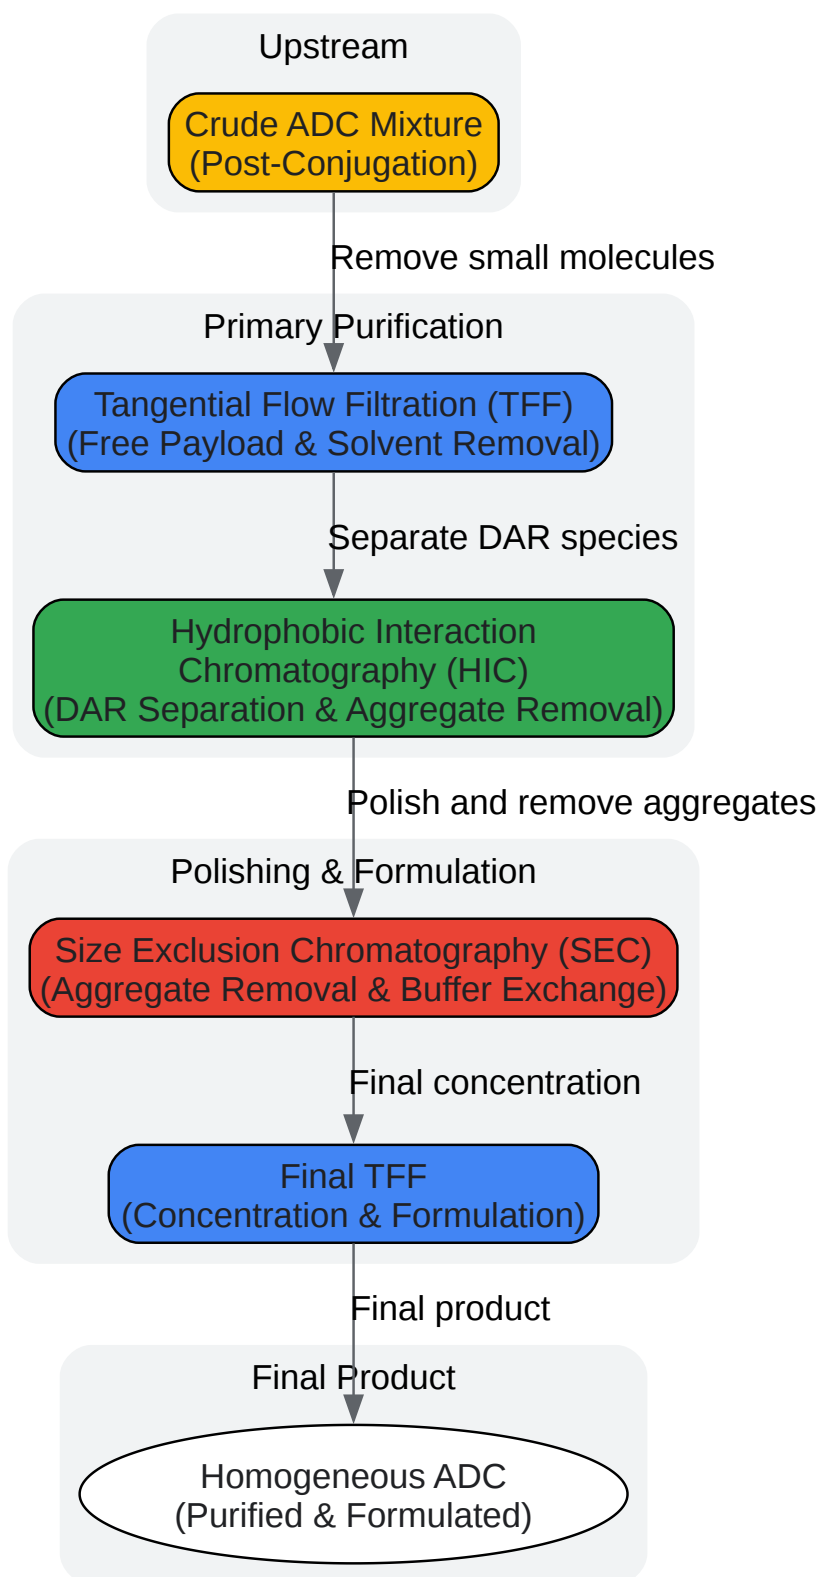 Upstream
Crude ADC Mixture
(Post-Conjugation)
Remove small molecules
Primary Purification
Tangential Flow Filtration (TFF)
(Free Payload & Solvent Removal)
Separate DAR species
Hydrophobic Interaction
Chromatography (HIC)
(DAR Separation & Aggregate Removal)
Polish and remove aggregates
Polishing & Formulation
Size Exclusion Chromatography (SEC)
(Aggregate Removal & Buffer Exchange)
Final concentration
Final TFF
(Concentration & Formulation)
Final product
Final Product
Homogeneous ADC
(Purified & Formulated)